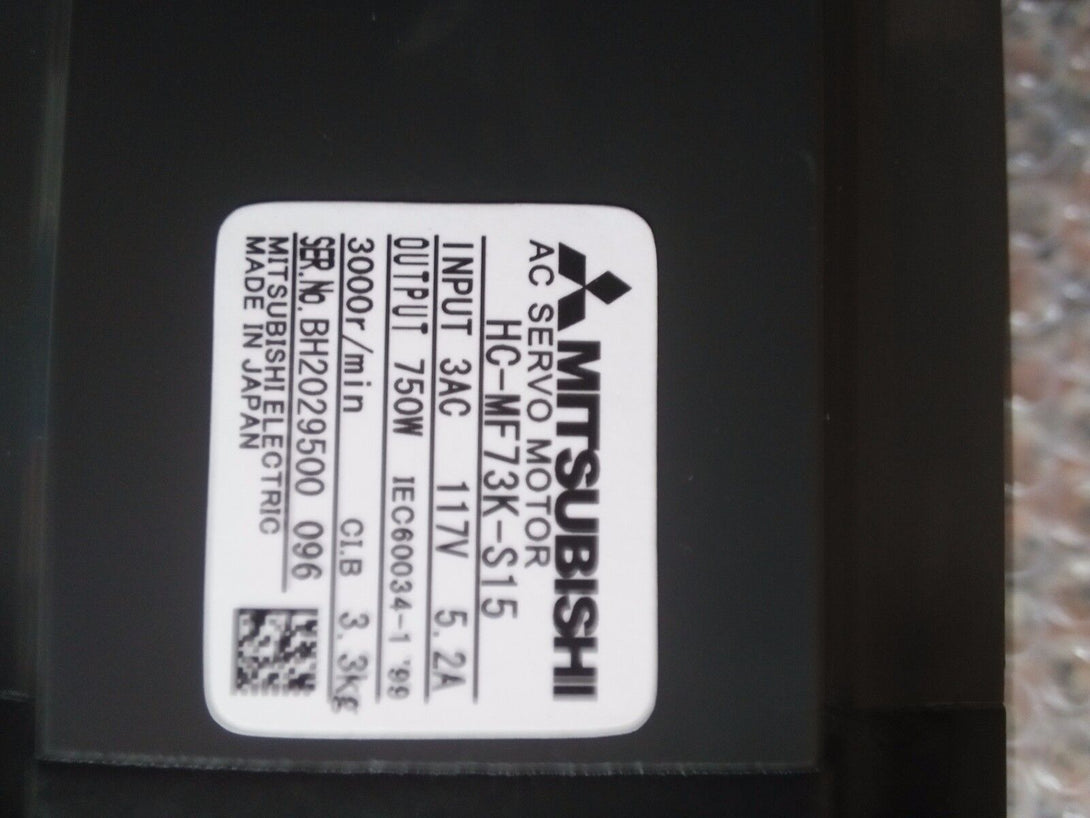 MITSUBISHI
AC SERVO MOTOR
HC-MF73K-S15
INPUT 3AC 117V 5.2A
OUTPUT 750W IEC60034-1 '99
3000r/min CI.B 3.3kg
SER.No.BH2029500 096
MITSUBISHI ELECTRIC
MADE IN JAPAN